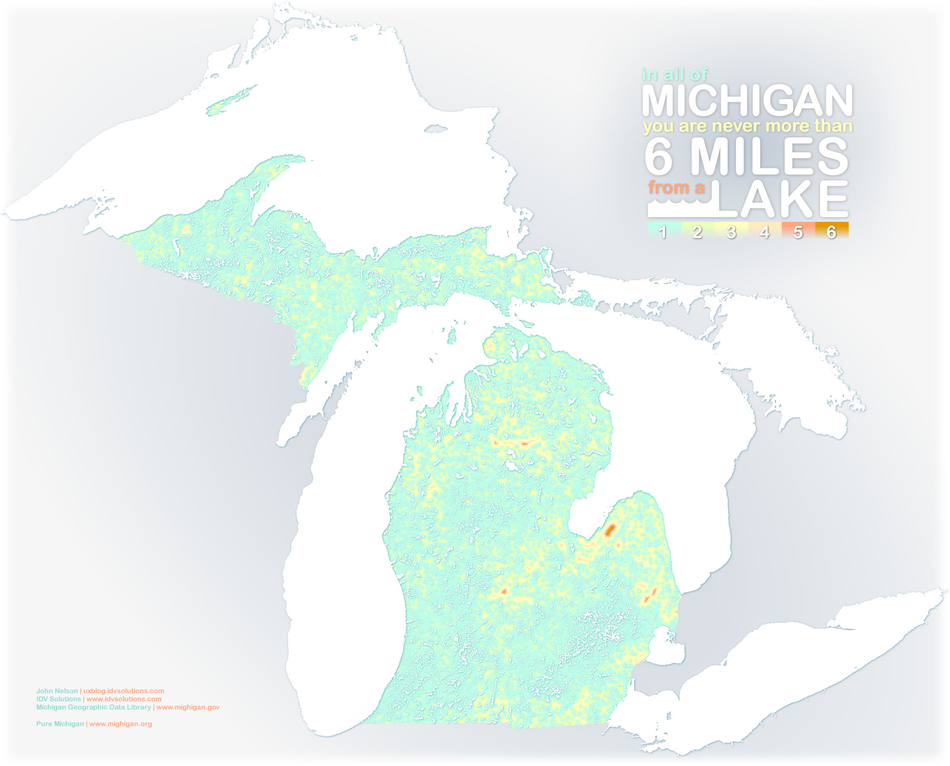 in all of
MICHIGAN
you are never more than
6 MILES
from a LAKE
1 2 3 4 5 6
John Nelson | uxblog.idvsolutions.com
IDV Solutions | www.idvsolutions.com
Michigan Geographic Data Library | www.mighigan.gov
Pure Michigan | www.mighigan.org